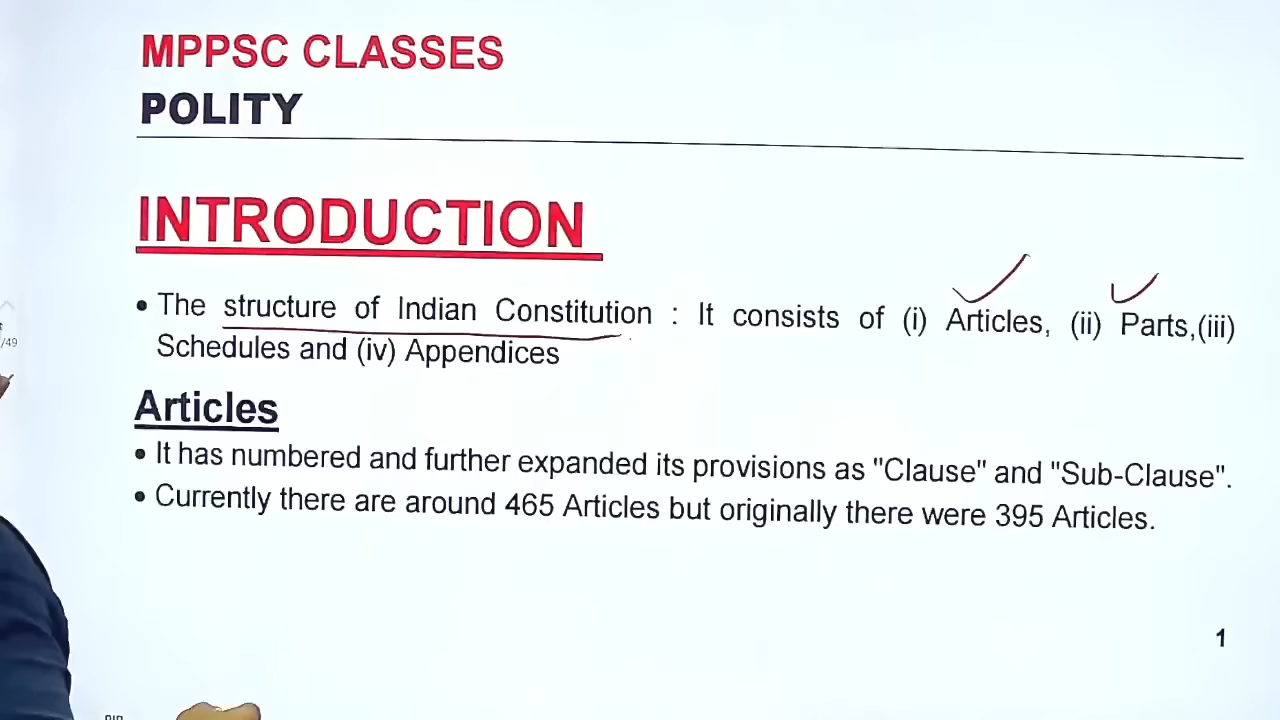 MPPSC CLASSES
POLITY
INTRODUCTION
• The structure of Indian Constitution : It consists of (i) Articles, (ii) Parts,(iii)
Schedules and (iv) Appendices
/49
Articles
• It has numbered and further expanded its provisions as "Clause" and "Sub-Clause".
• Currently there are around 465 Articles but originally there were 395 Articles.
1